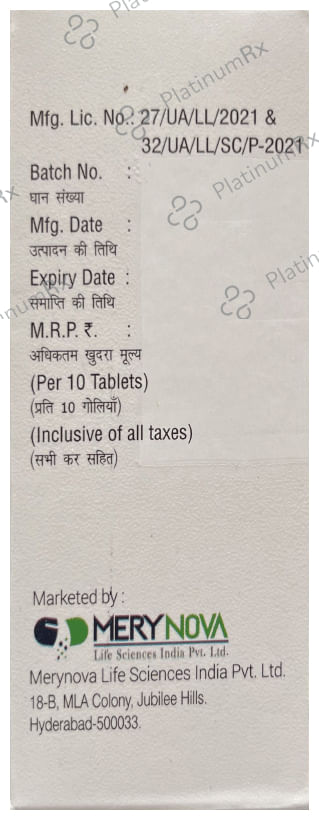 PlatinumRx
Mfg. Lic. No.: 27/UA/LL/2021 &
32/UA/LL/SC/P-2021
Batch No. :
घान संख्या
Mfg. Date :
उत्पादन की तिथि
Expiry Date :
समाप्ति की तिथि
M.R.P. ₹. :
अधिकतम खुदरा मूल्य
(Per 10 Tablets)
(प्रति 10 गोलियाँ)
(Inclusive of all taxes)
(सभी कर सहित)
PlatinumRx
Marketed by :
MERYNOVA
Life Sciences India Pvt. Ltd.
Merynova Life Sciences India Pvt. Ltd.
18-B, MLA Colony, Jubilee Hills.
Hyderabad-500033.